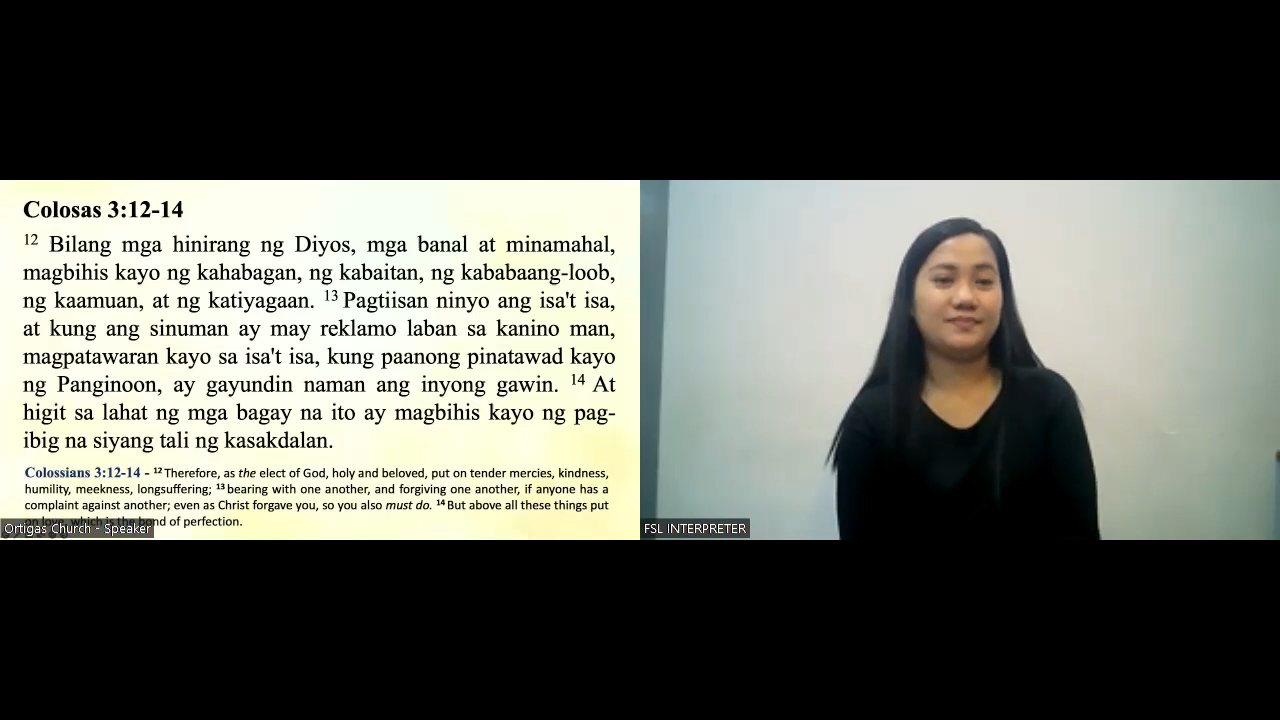 Colosas 3:12-14
12 Bilang mga hinirang ng Diyos, mga banal at minamahal,
magbihis kayo ng kahabagan, ng kabaitan, ng kababaang-loob,
ng kaamuan, at ng katiyagaan. 13 Pagtiisan ninyo ang isa't isa,
at kung ang sinuman ay may reklamo laban sa kanino man,
magpatawaran kayo sa isa't isa, kung paanong pinatawad kayo
ng Panginoon, ay gayundin naman ang inyong gawin. 14 At
higit sa lahat ng mga bagay na ito ay magbihis kayo ng pag-
ibig na siyang tali ng kasakdalan.
Colossians 3:12-14 - 12 Therefore, as the elect of God, holy and beloved, put on tender mercies, kindness,
humility, meekness, longsuffering; 13 bearing with one another, and forgiving one another, if anyone has a
complaint against another; even as Christ forgave you, so you also must do. 14 But above all these things put
on love, which is the bond of perfection.
Ortigas Church - Speaker
FSL INTERPRETER